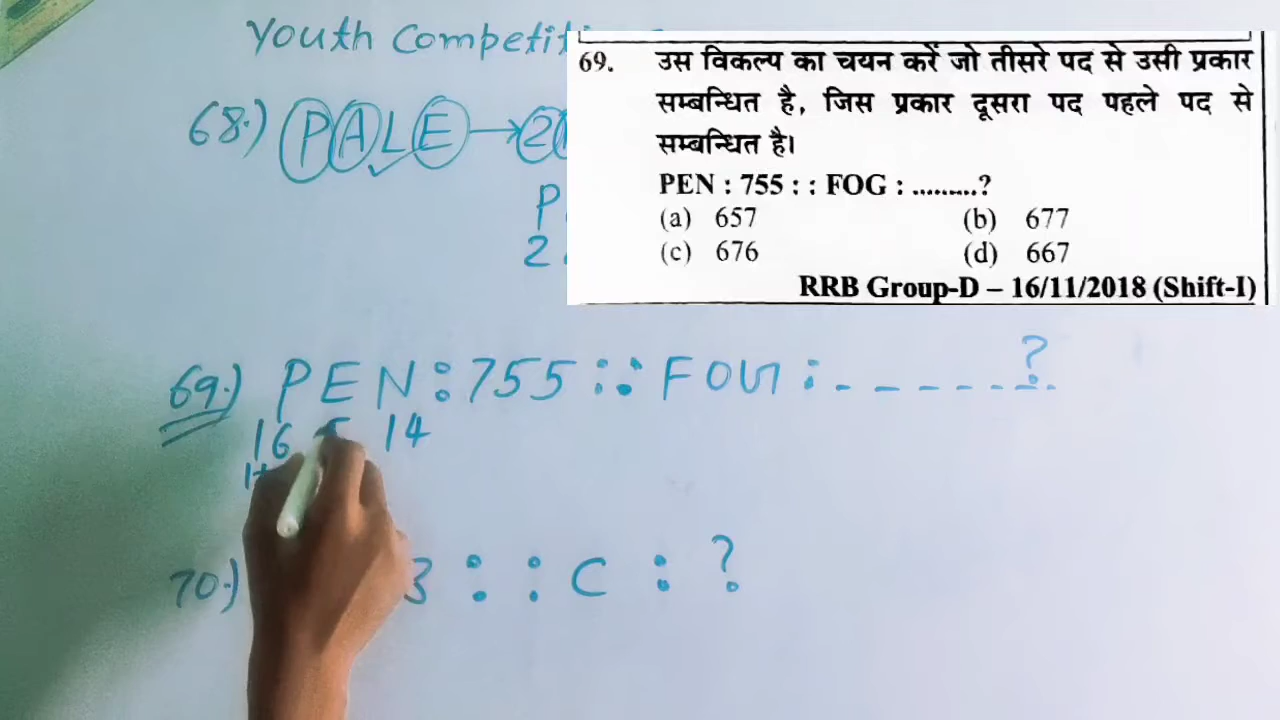 Youth Competiti
69. उस विकल्प का चयन करें जो तीसरे पद से उसी प्रकार
सम्बन्धित है, जिस प्रकार दूसरा पद पहले पद से
सम्बन्धित है।
PEN : 755 : : FOG : .........?
(a) 657 (b) 677
(c) 676 (d) 667
RRB Group-D – 16/11/2018 (Shift-I)
68.) PALE → 2
P
2
69.) PEN : 755 :: FOG : - - - - - - ?
16 5 14
1+
70.) 3 : : C : ?